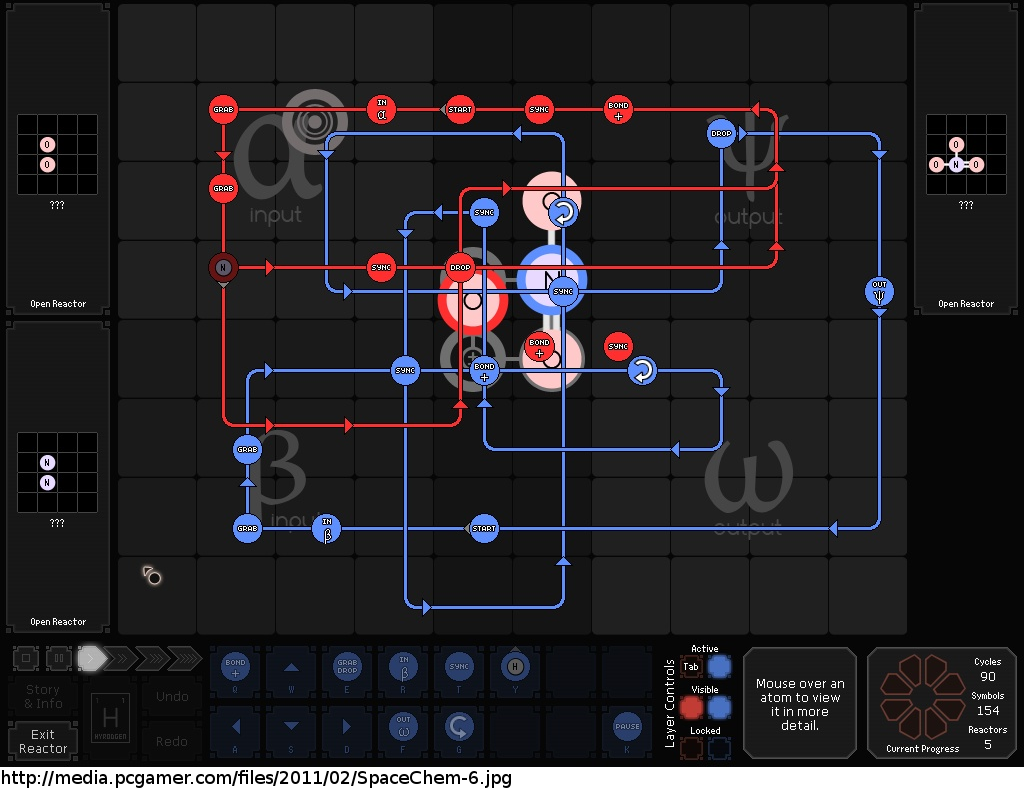 GRAB
IN
α
START
SYNC
BOND
+
DROP
O
O
???
α
input
ψ
output
O
O
N
O
???
GRAB
SYNC
O
N
SYNC
DROP
N
O
SYNC
OUT
ψ
Open Reactor
Open Reactor
BOND
+
O
SYNC
SYNC
BOND
+
GRAB
β
input
ω
output
N
N
???
GRAB
IN
β
START
Open Reactor
Story
& Info
H
HYDROGEN
Undo
Exit
Reactor
Redo
BOND
+
Q
W
GRAB
DROP
E
IN
β
R
SYNC
T
H
Y
A
S
D
OUT
ω
F
G
PAUSE
K
Layer Controls
Active
Tab
Visible
Locked
Mouse over an
atom to view
it in more
detail.
Cycles
90
Symbols
154
Reactors
5
Current Progress
http://media.pcgamer.com/files/2011/02/SpaceChem-6.jpg